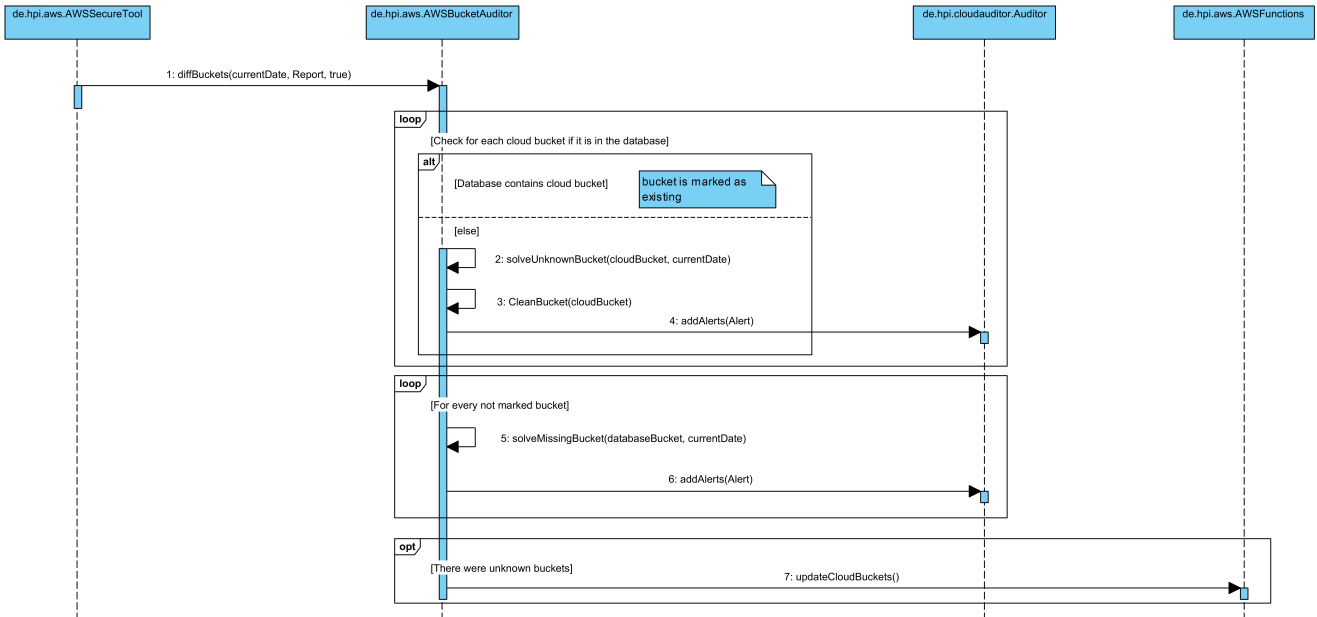 de.hpi.aws.AWSSecureTool
de.hpi.aws.AWSBucketAuditor
de.hpi.cloudauditor.Auditor
de.hpi.aws.AWSFunctions
1: diffBuckets(currentDate, Report, true)
loop
[Check for each cloud bucket if it is in the database]
alt
[Database contains cloud bucket]
bucket is marked as
existing
[else]
2: solveUnknownBucket(cloudBucket, currentDate)
3: CleanBucket(cloudBucket)
4: addAlerts(Alert)
loop
[For every not marked bucket]
5: solveMissingBucket(databaseBucket, currentDate)
6: addAlerts(Alert)
opt
[There were unknown buckets]
7: updateCloudBuckets()